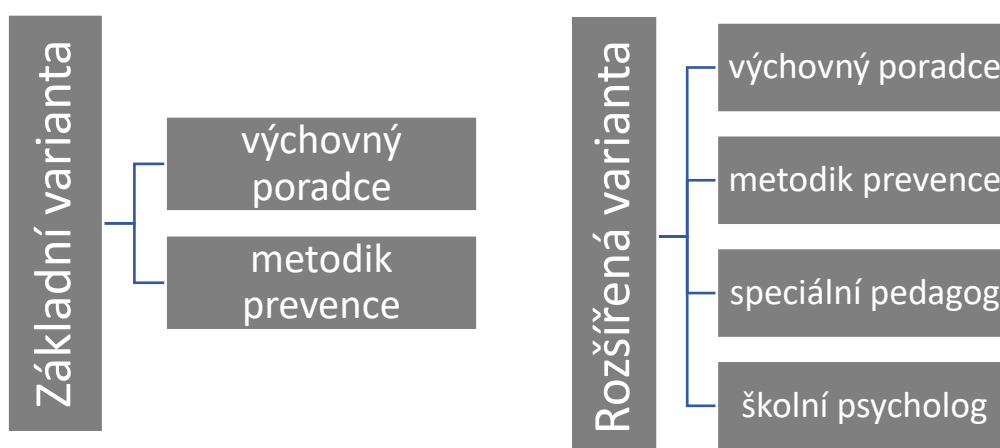 Základní varianta
výchovný
poradce
metodik
prevence
Rozšířená varianta
výchovný poradce
metodik prevence
speciální pedagog
školní psycholog